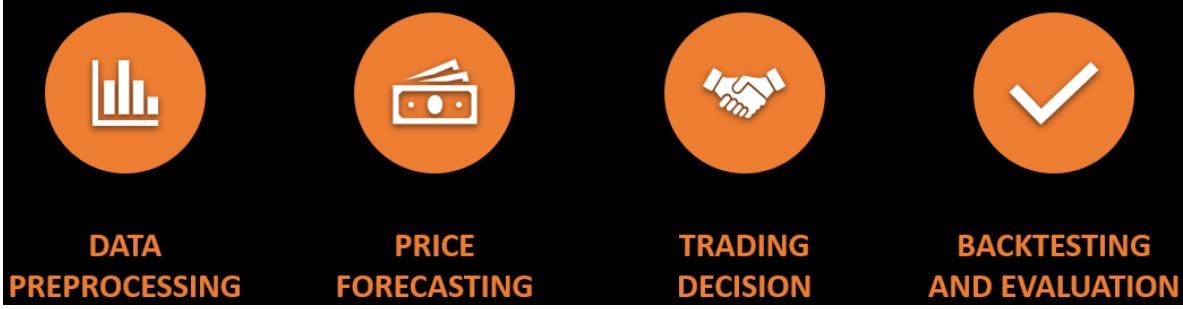 DATA
PREPROCESSING
PRICE
FORECASTING
TRADING
DECISION
BACKTESTING
AND EVALUATION